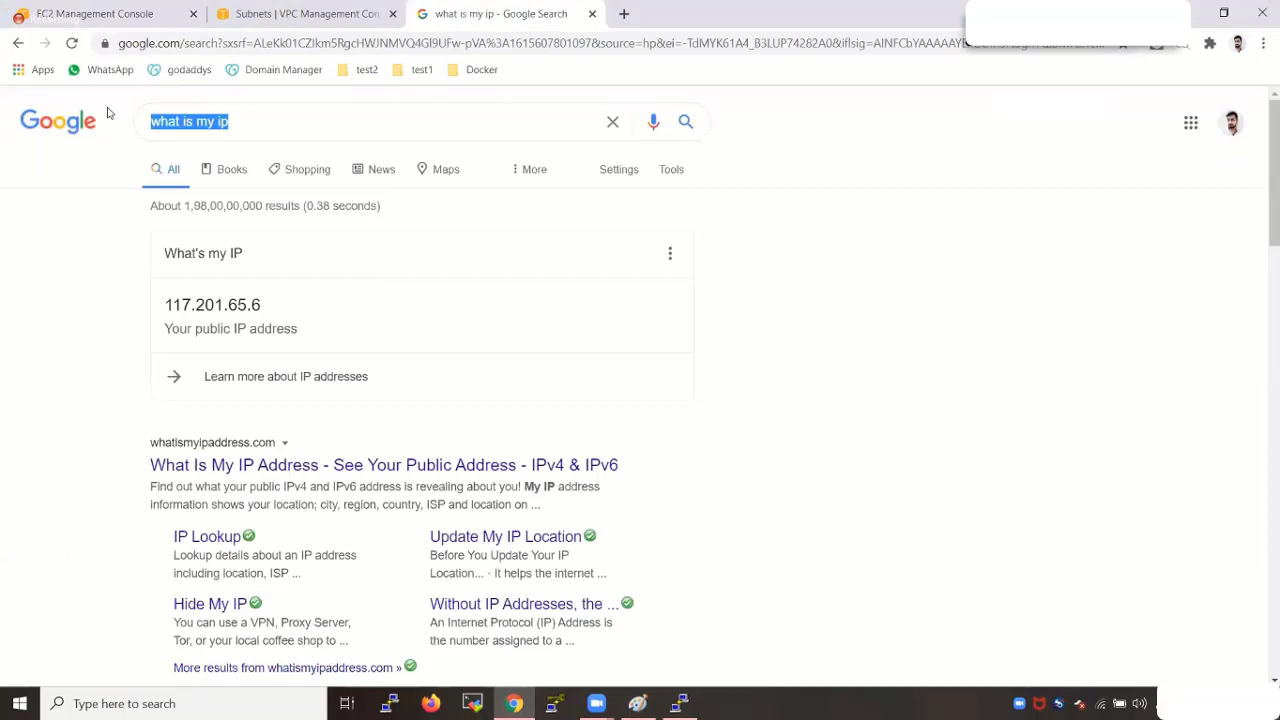 Recording
EC2 Management Console
Subnets | VPC Management Con
what is my ip - Google Search
Apps
WhatsApp
godaddys
Domain Manager
test2
test1
Docker
Google
what is my ip
All
Books
Shopping
News
Maps
More
Settings
Tools
About 1,98,00,00,000 results (0.38 seconds)
What's my IP
117.201.65.6
Your public IP address
Learn more about IP addresses
whatismyipaddress.com
What Is My IP Address - See Your Public Address - IPv4 & IPv6
Find out what your public IPv4 and IPv6 address is revealing about you! My IP address
information shows your location; city, region, country, ISP and location on ...
IP Lookup
Lookup details about an IP address
including location, ISP ...
Update My IP Location
Before You Update Your IP
Location... · It helps the internet ...
Hide My IP
You can use a VPN, Proxy Server,
Tor, or your local coffee shop to ...
Without IP Addresses, the ...
An Internet Protocol (IP) Address is
the number assigned to a ...
More results from whatismyipaddress.com »
Type here to search